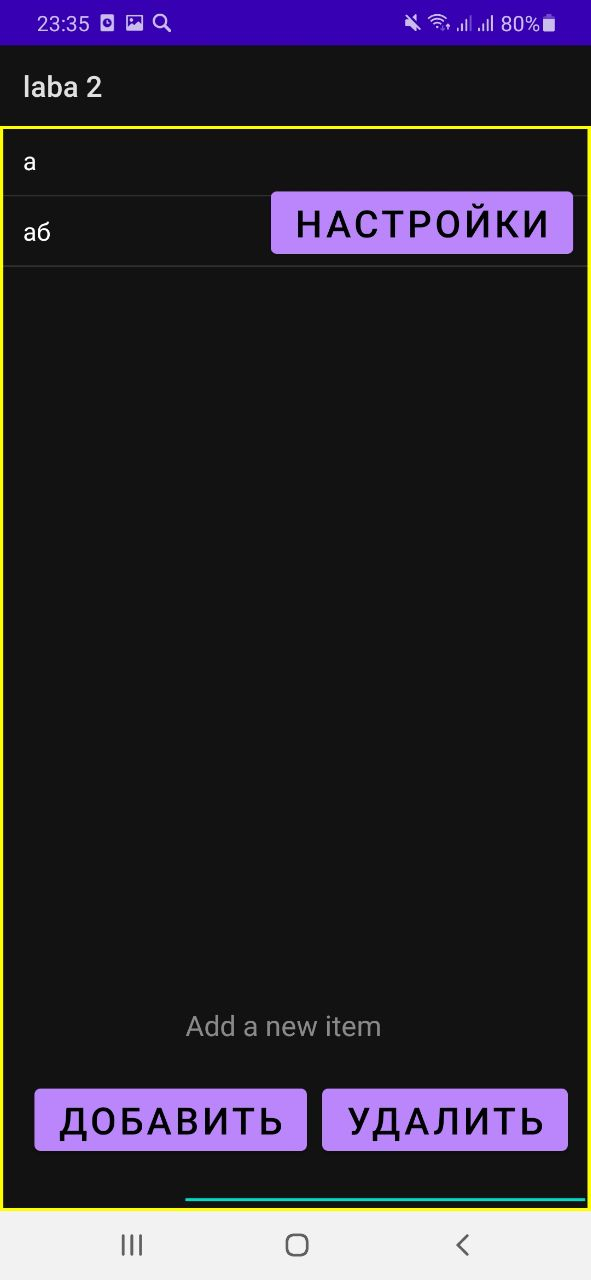 23:35 80%
laba 2
а
аб
НАСТРОЙКИ
Add a new item
ДОБАВИТЬ УДАЛИТЬ